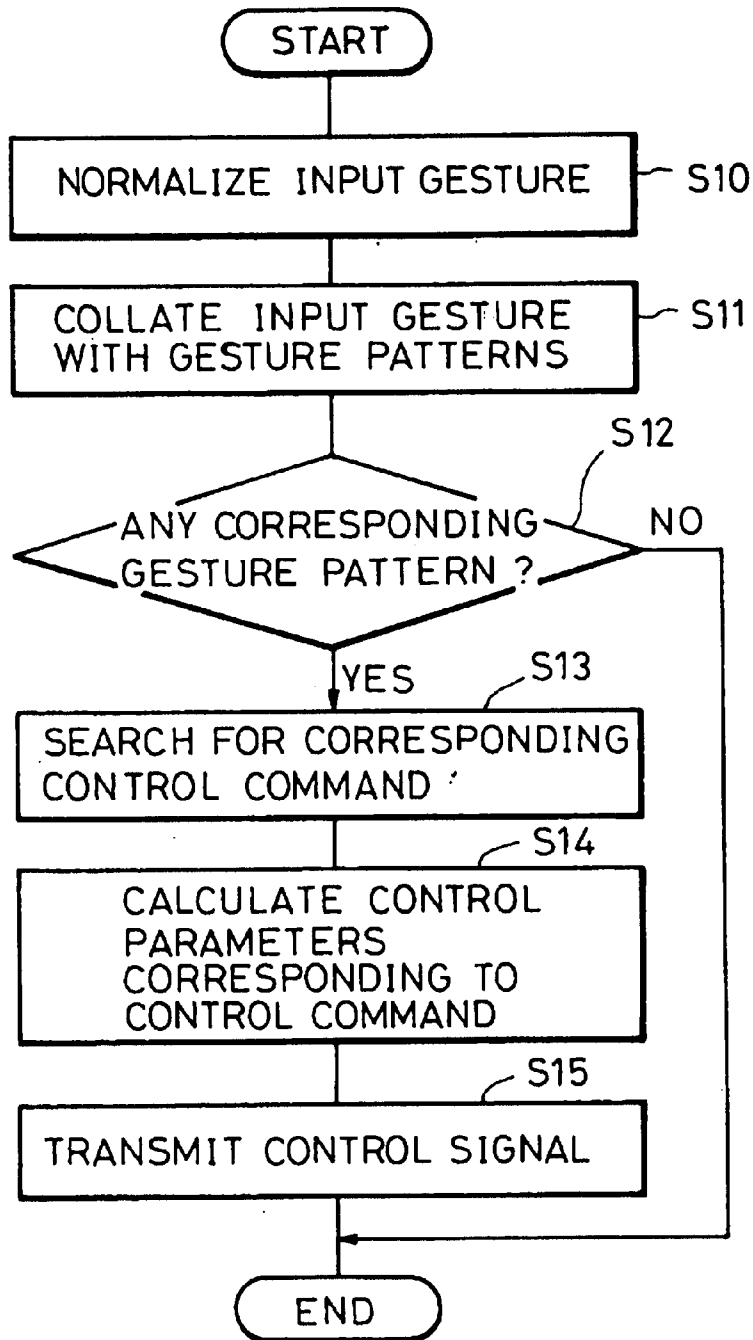 START
NORMALIZE INPUT GESTURE
S10
COLLATE INPUT GESTURE
WITH GESTURE PATTERNS
S11
S12
ANY CORRESPONDING
GESTURE PATTERN ?
NO
YES
S13
SEARCH FOR CORRESPONDING
CONTROL COMMAND
S14
CALCULATE CONTROL
PARAMETERS
CORRESPONDING TO
CONTROL COMMAND
S15
TRANSMIT CONTROL SIGNAL
END